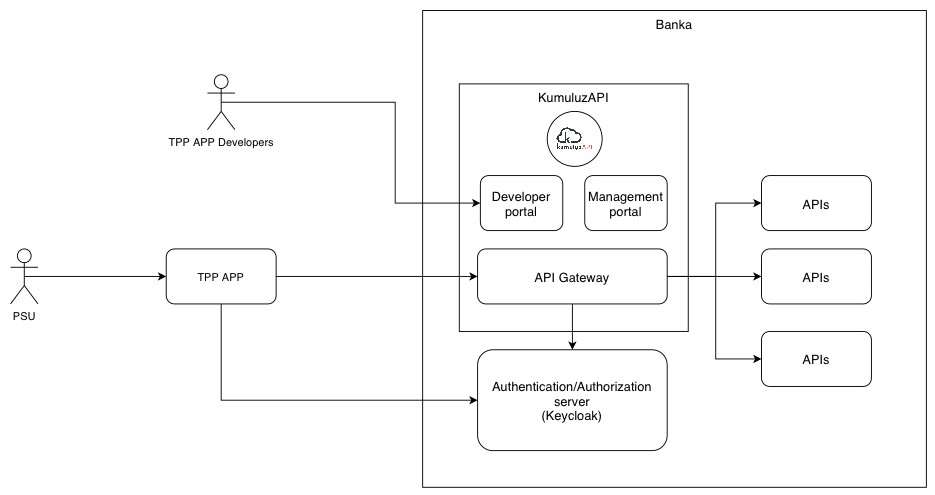 Banka
KumuluzAPI
kumuluzAPI
TPP APP Developers
Developer
portal
Management
portal
APIs
PSU
TPP APP
API Gateway
APIs
APIs
Authentication/Authorization
server
(Keycloak)